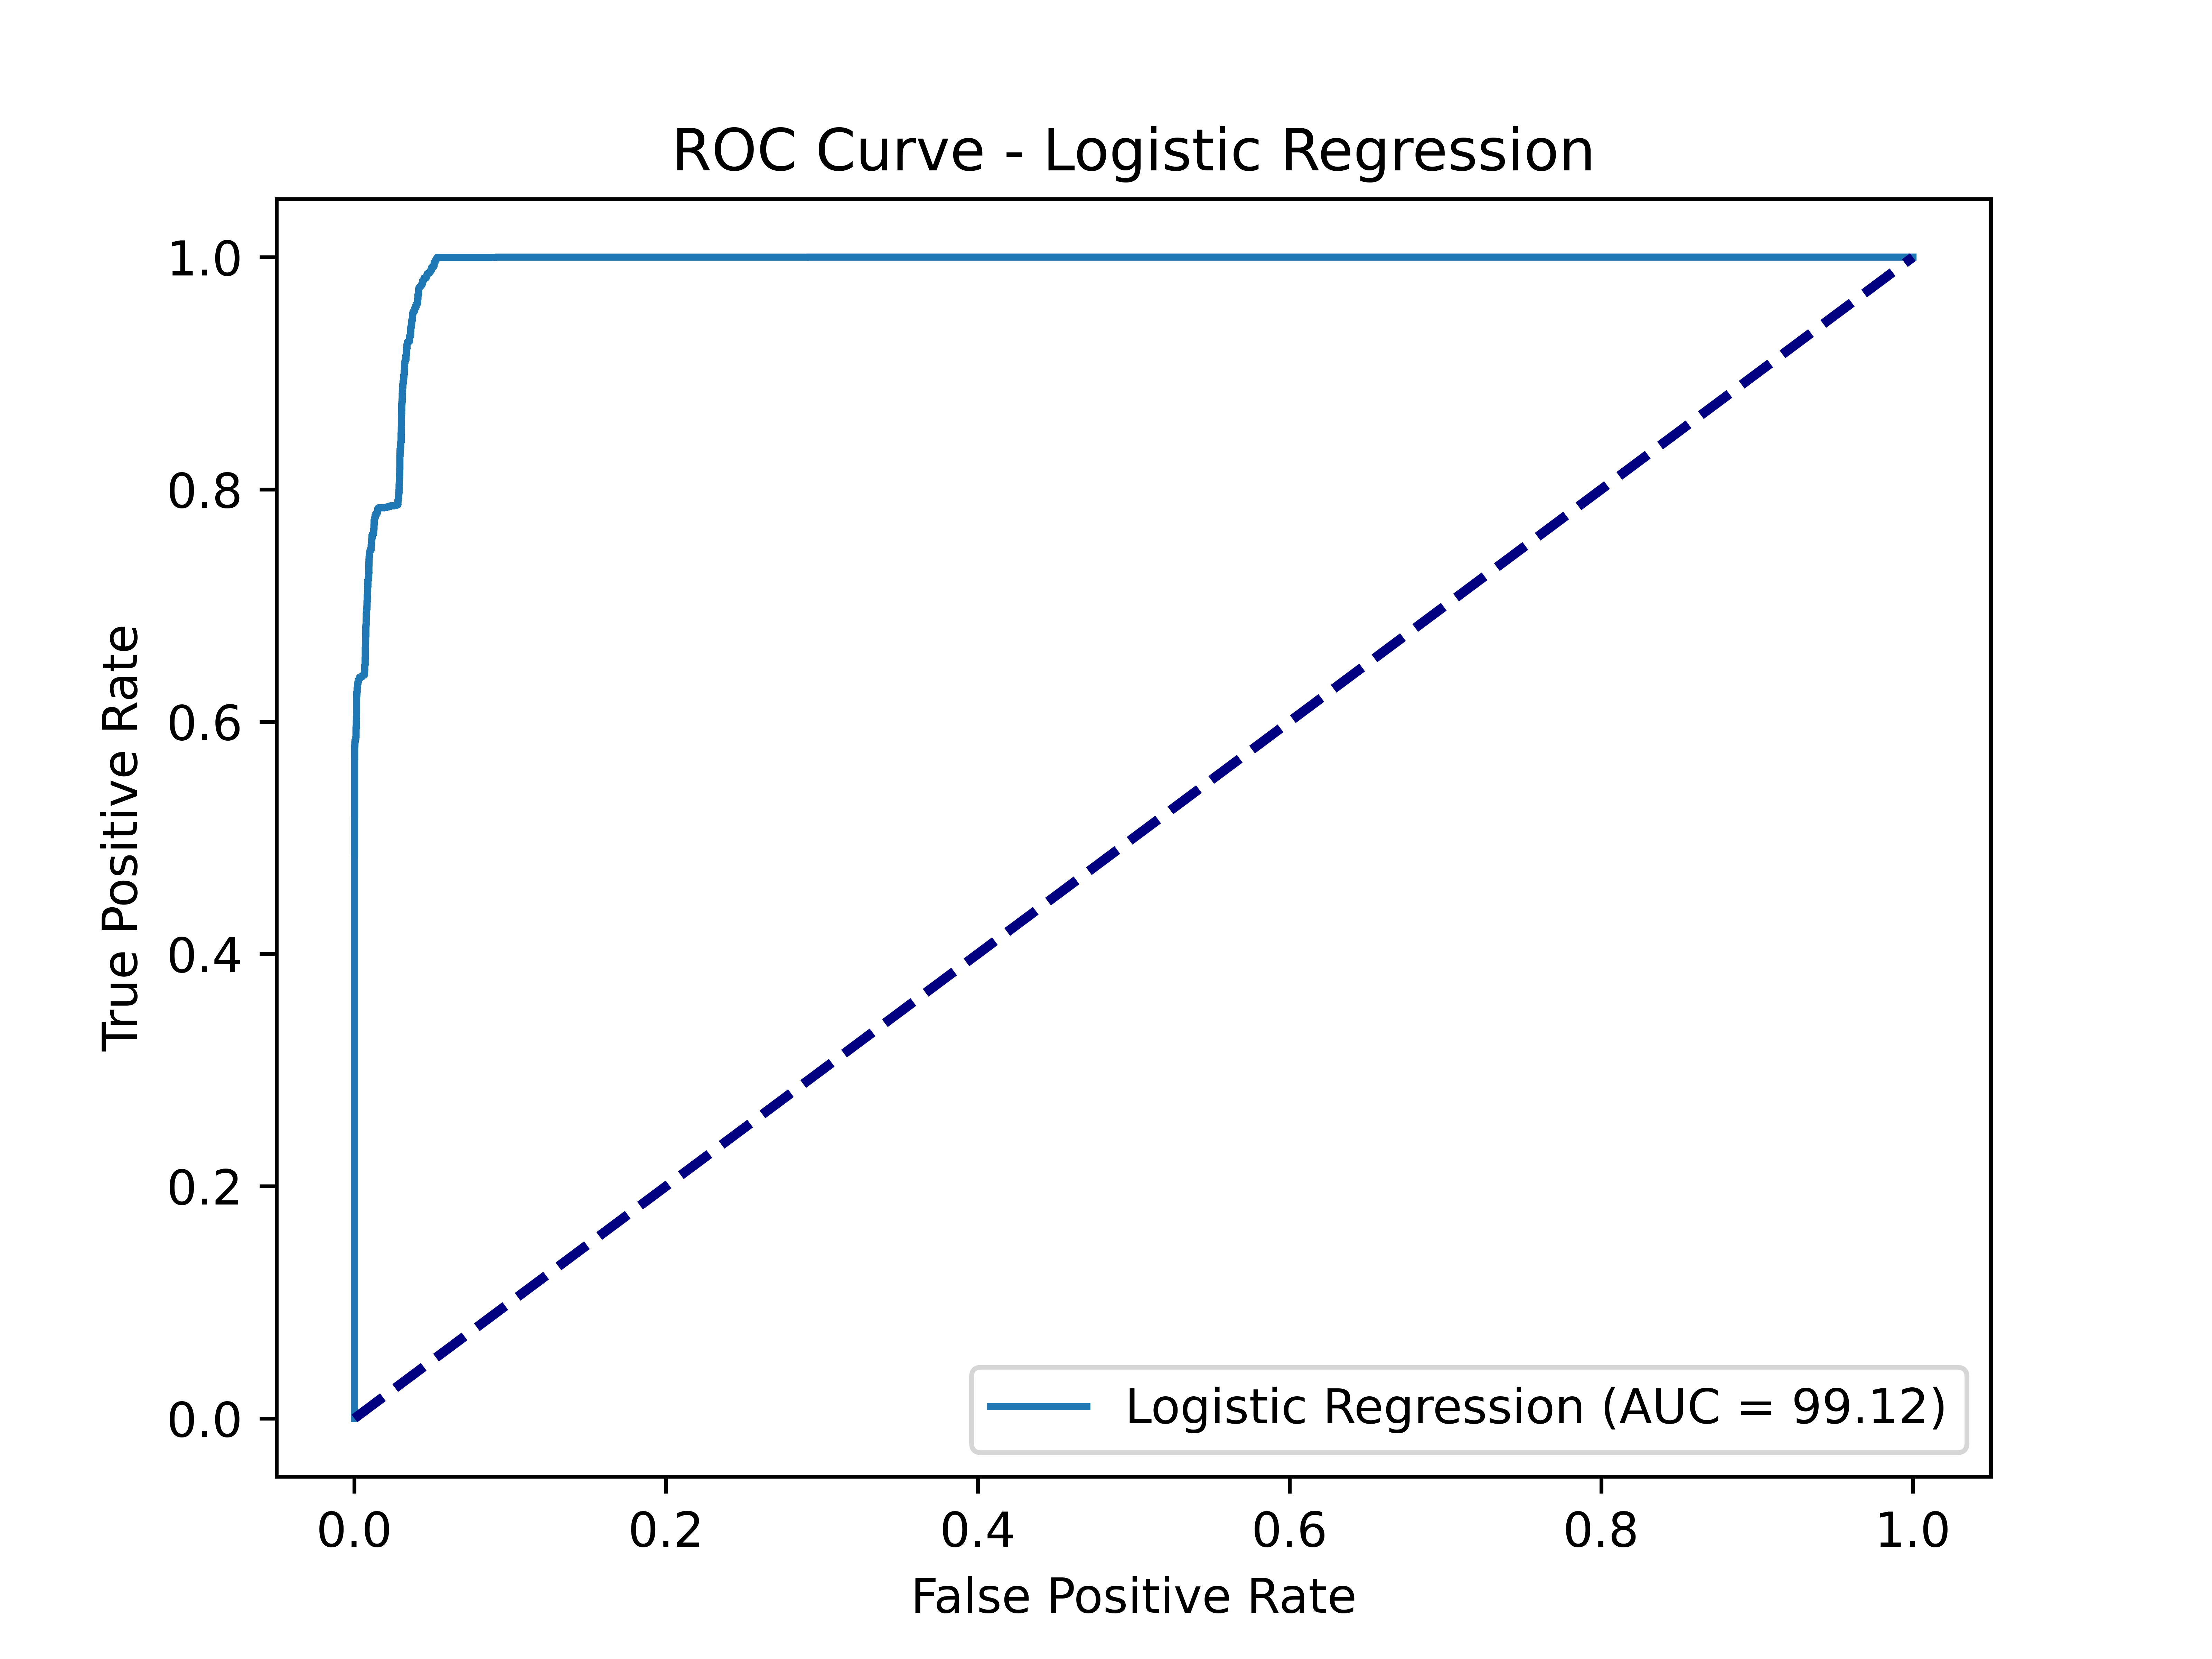 ROC Curve - Logistic Regression
True Positive Rate
1.0
0.8
0.6
0.4
0.2
0.0
Logistic Regression (AUC = 99.12)
0.0 0.2 0.4 0.6 0.8 1.0
False Positive Rate